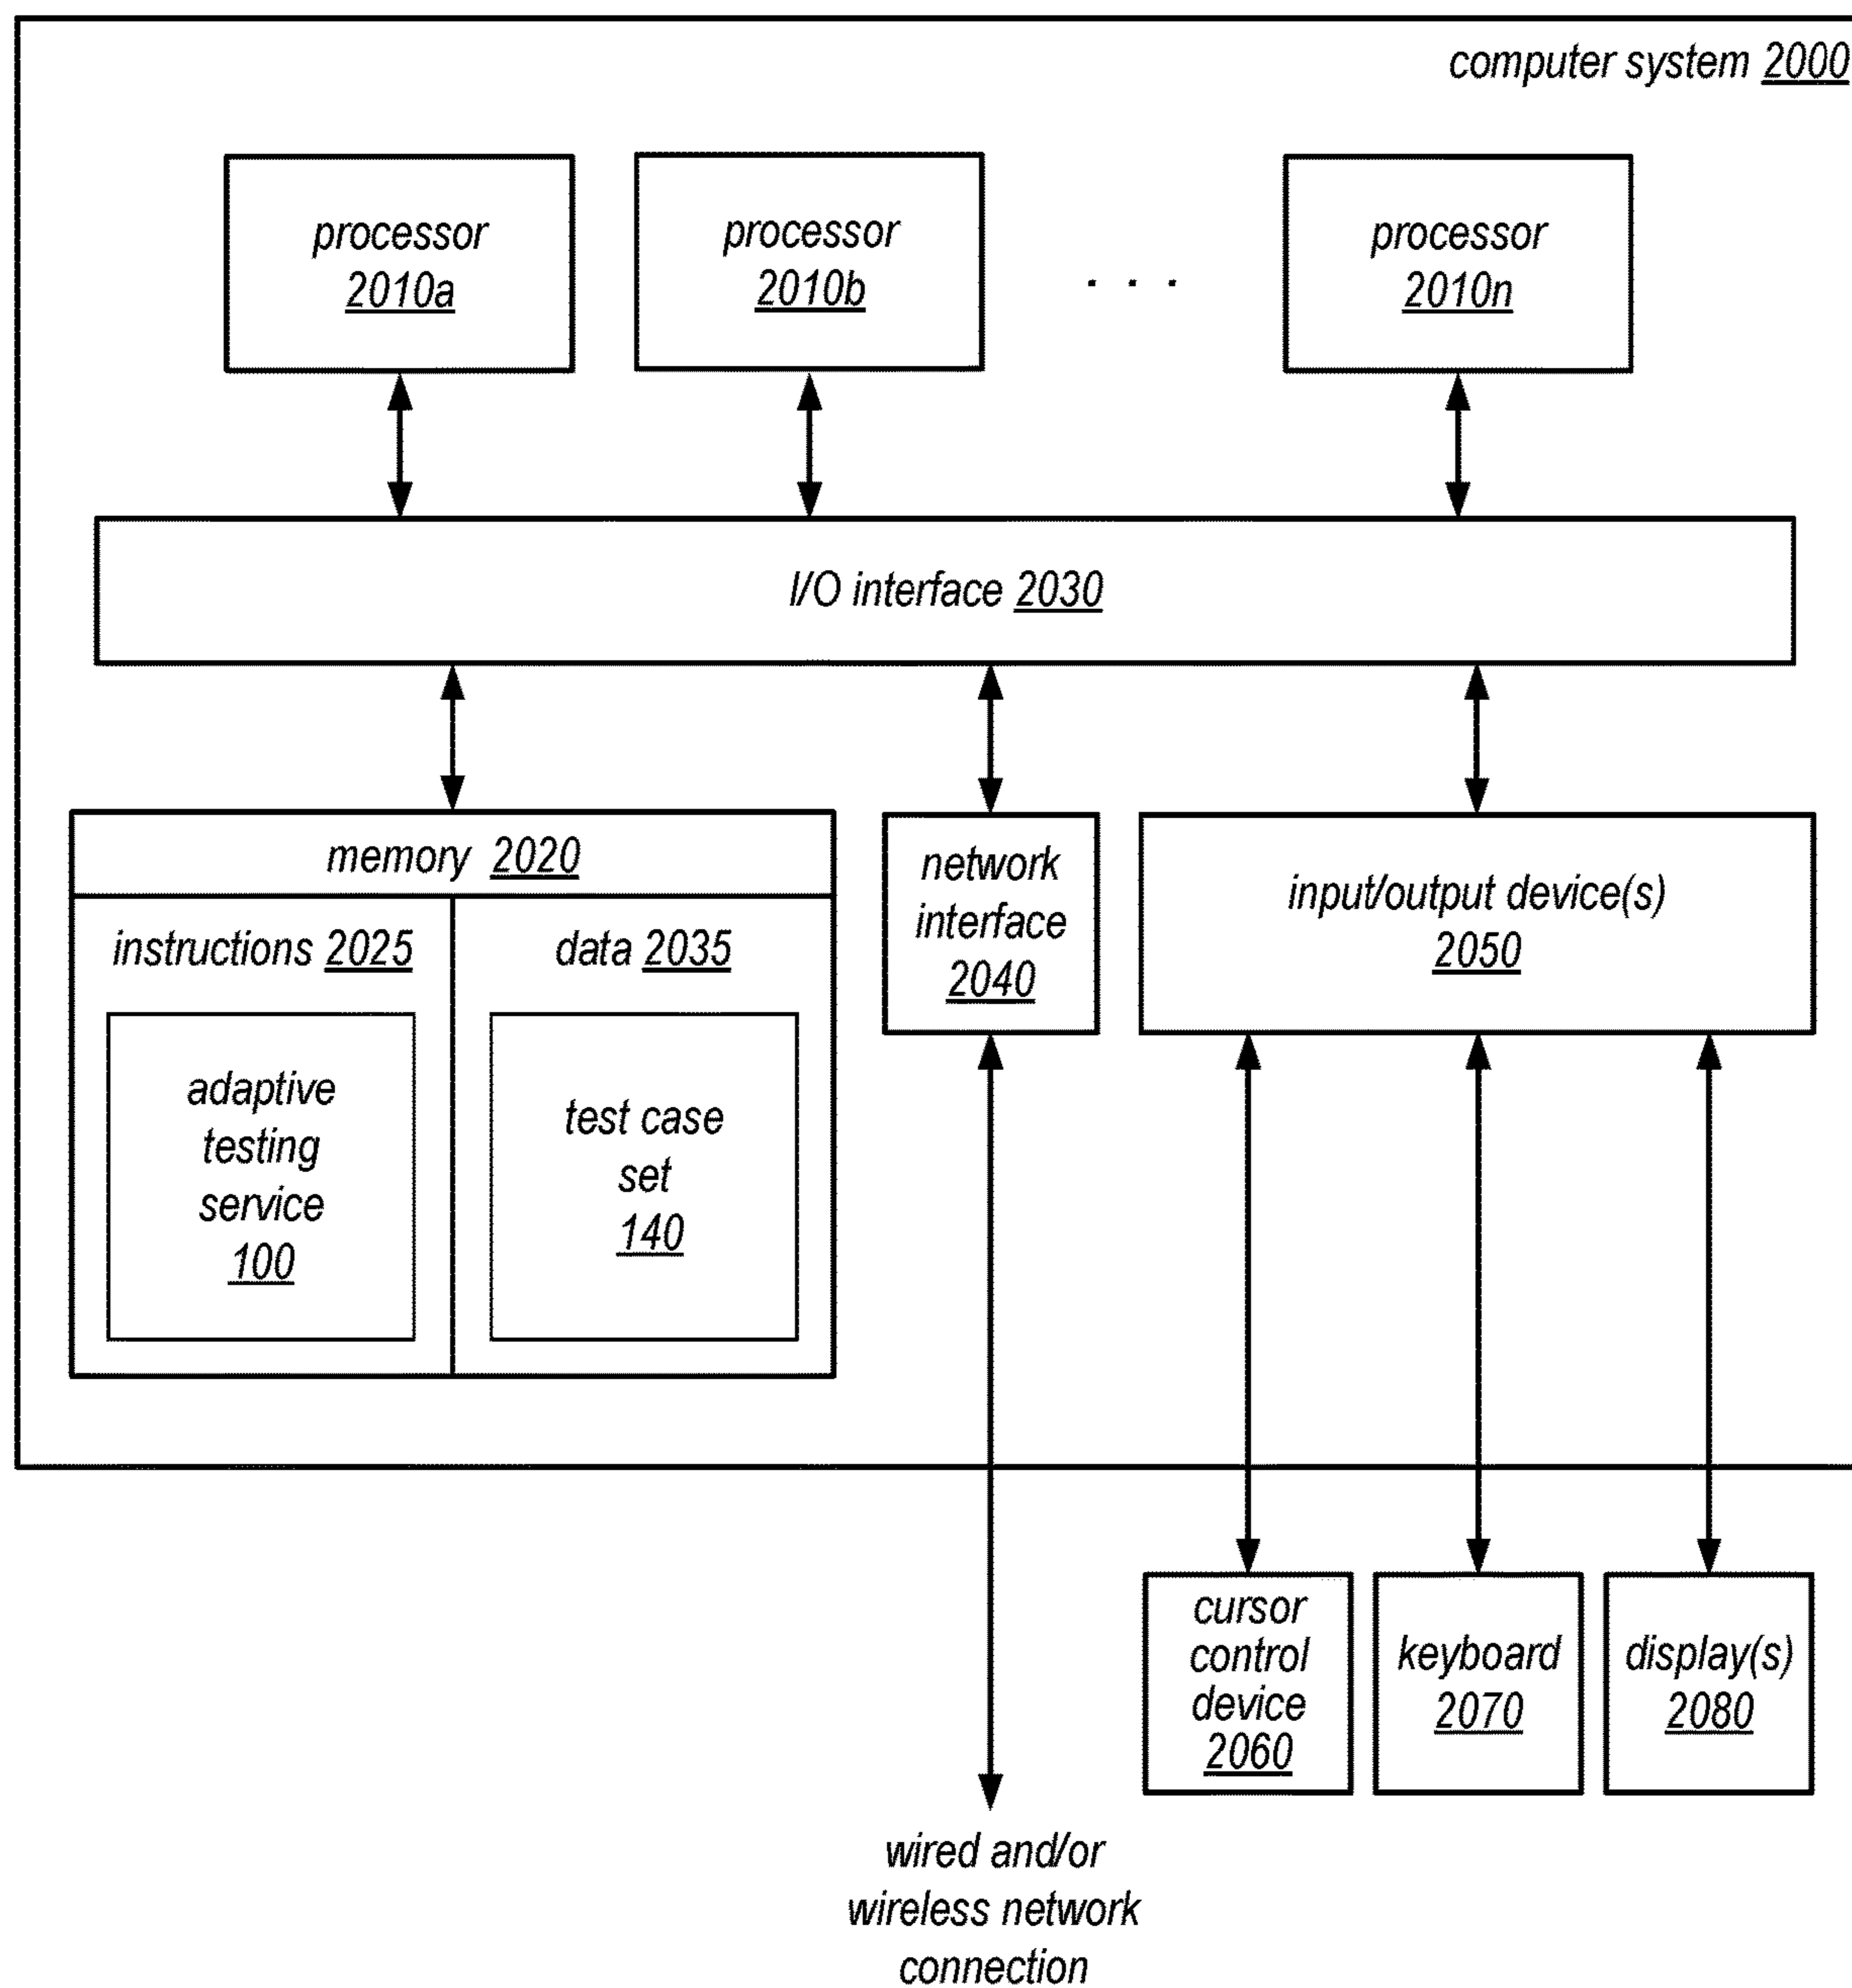 computer system 2000
processor
2010a
processor
2010b
. . .
processor
2010n
I/O interface 2030
memory 2020
instructions 2025
adaptive
testing
service
100
data 2035
test case
set
140
network
interface
2040
input/output device(s)
2050
cursor
control
device
2060
keyboard
2070
display(s)
2080
wired and/or
wireless network
connection